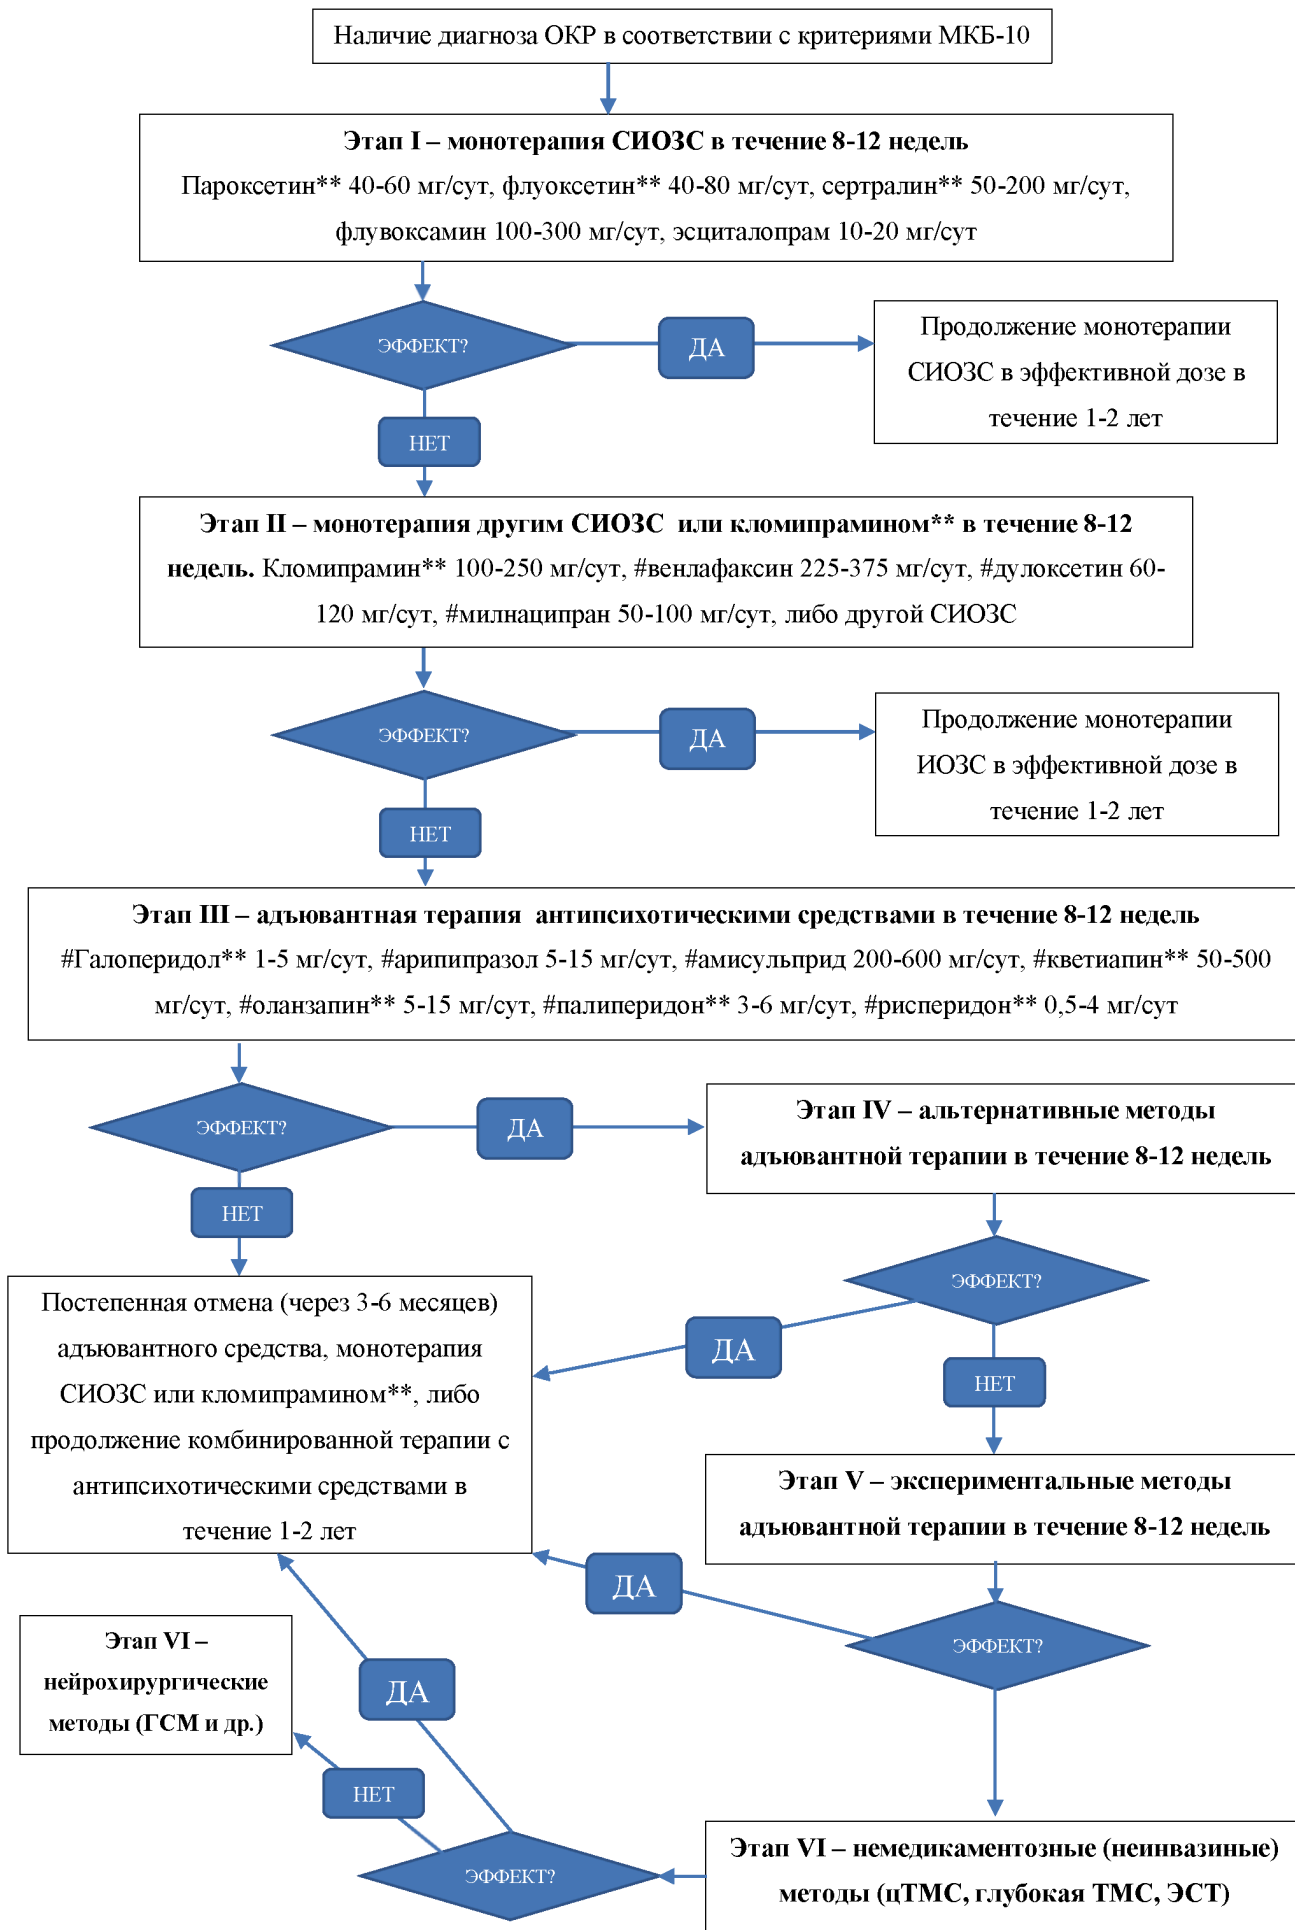 Наличие диагноза ОКР в соответствии с критериями МКБ-10
Этап I – монотерапия СИОЗС в течение 8-12 недель
Пароксетин** 40-60 мг/сут, флуоксетин** 40-80 мг/сут, сертралин** 50-200 мг/сут,
флувоксамин 100-300 мг/сут, эсциталопрам 10-20 мг/сут
ЭФФЕКТ?
ДА
Продолжение монотерапии
СИОЗС в эффективной дозе в
течение 1-2 лет
НЕТ
Этап II – монотерапия другим СИОЗС или кломипрамином** в течение 8-12
недель. Кломипрамин** 100-250 мг/сут, #венлафаксин 225-375 мг/сут, #дулоксетин 60-
120 мг/сут, #милнаципран 50-100 мг/сут, либо другой СИОЗС
ЭФФЕКТ?
ДА
Продолжение монотерапии
ИОЗС в эффективной дозе в
течение 1-2 лет
НЕТ
Этап III – адъювантная терапия антипсихотическими средствами в течение 8-12 недель
#Галоперидол** 1-5 мг/сут, #арипипразол 5-15 мг/сут, #амисульприд 200-600 мг/сут, #кветиапин** 50-500
мг/сут, #оланзапин** 5-15 мг/сут, #палиперидон** 3-6 мг/сут, #рисперидон** 0,5-4 мг/сут
ЭФФЕКТ?
ДА
Этап IV – альтернативные методы
адъювантной терапии в течение 8-12 недель
НЕТ
ЭФФЕКТ?
Постепенная отмена (через 3-6 месяцев)
адъювантного средства, монотерапия
СИОЗС или кломипрамином**, либо
продолжение комбинированной терапии с
антипсихотическими средствами в
течение 1-2 лет
ДА
НЕТ
Этап V – экспериментальные методы
адъювантной терапии в течение 8-12 недель
ДА
ЭФФЕКТ?
Этап VI –
нейрохирургические
методы (ГСМ и др.)
ДА
НЕТ
ЭФФЕКТ?
Этап VI – немедикаментозные (неинвазиные)
методы (цТМС, глубокая ТМС, ЭСТ)